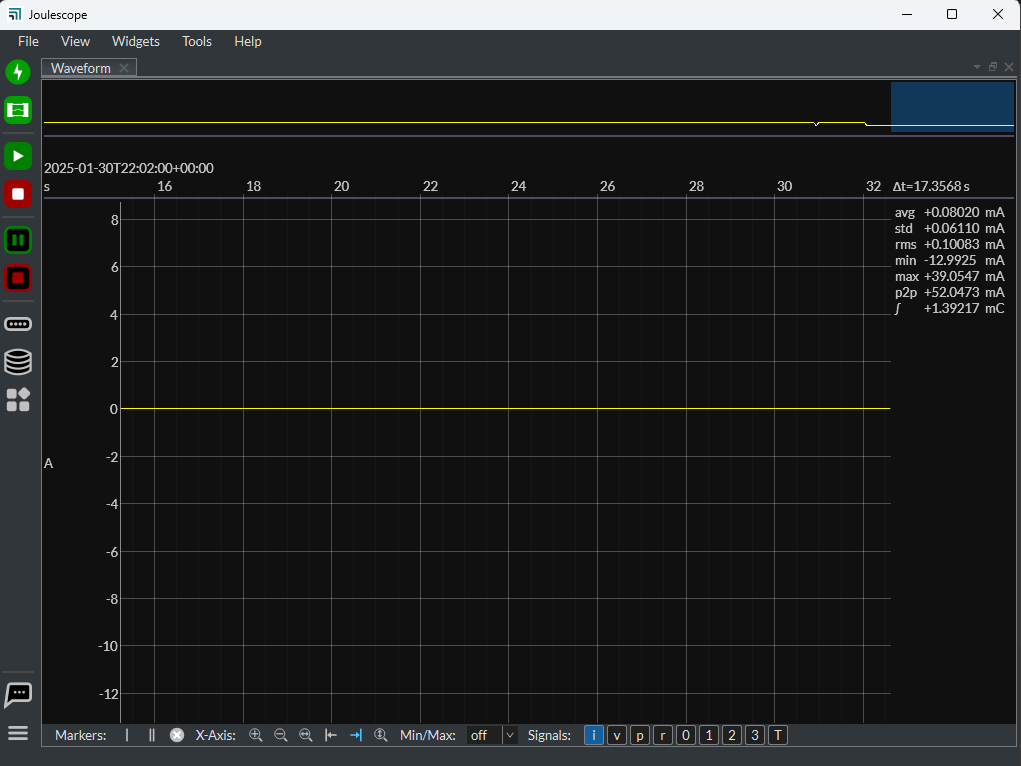 Joulescope
File View Widgets Tools Help
Waveform
2025-01-30T22:02:00+00:00
s 16 18 20 22 24 26 28 30 32 Δt=17.3568 s
avg +0.08020 mA
std +0.06110 mA
rms +0.10083 mA
min -12.9925 mA
max +39.0547 mA
p2p +52.0473 mA
∫ +1.39217 mC
8
6
4
2
0
-2
A
-4
-6
-8
-10
-12
Markers: X-Axis: Min/Max: off Signals: i v p r 0 1 2 3 T